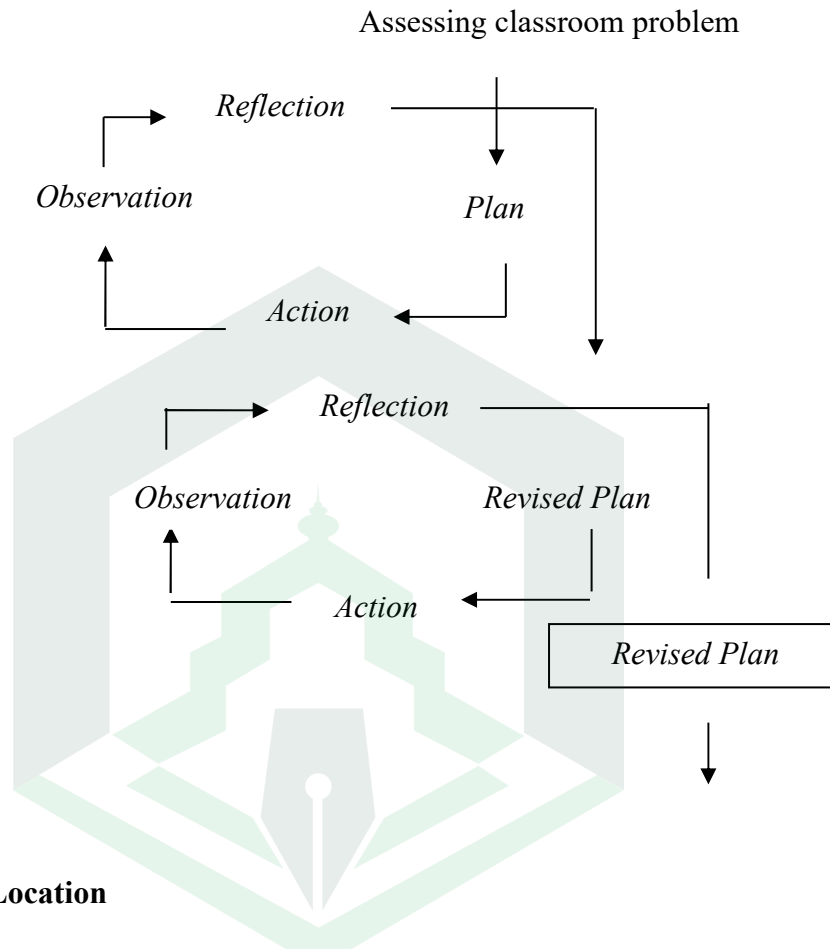 Assessing classroom problem
Reflection
Observation
Plan
Action
Reflection
Observation
Revised Plan
Action
Revised Plan
Location